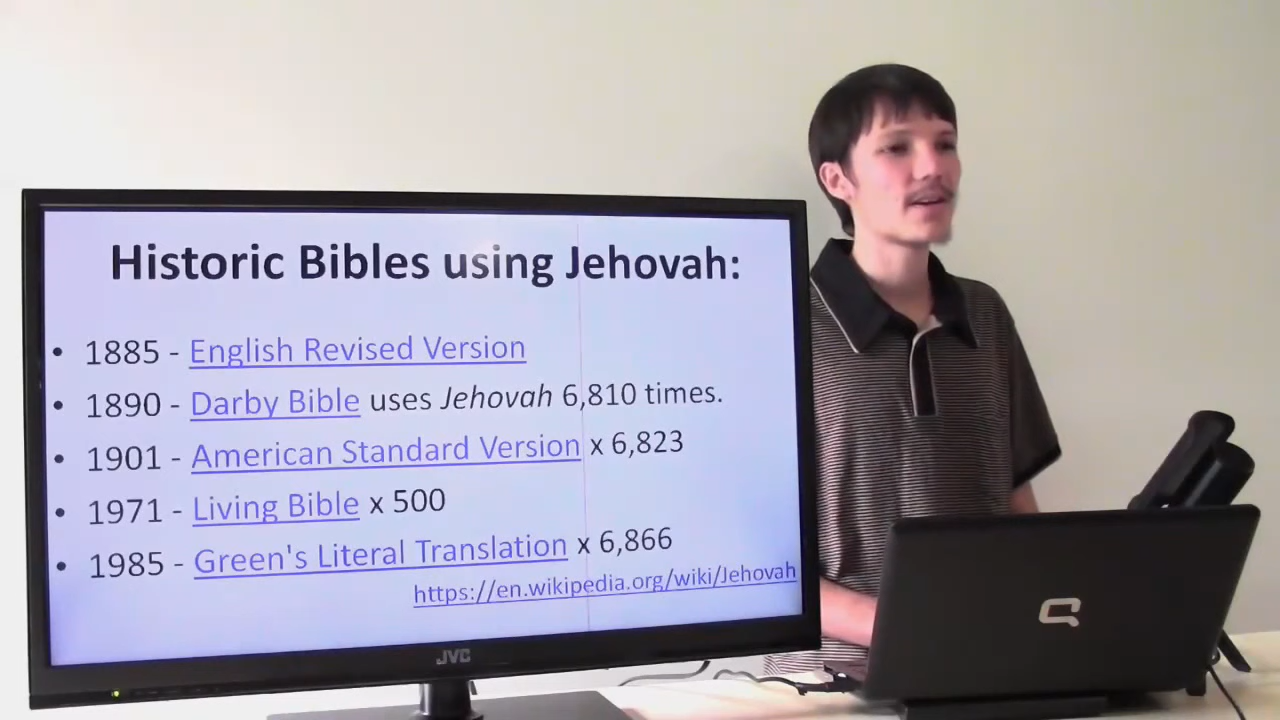 Historic Bibles using Jehovah:
• 1885 - English Revised Version
• 1890 - Darby Bible uses Jehovah 6,810 times.
• 1901 - American Standard Version x 6,823
• 1971 - Living Bible x 500
• 1985 - Green's Literal Translation x 6,866
https://en.wikipedia.org/wiki/Jehovah
JVC